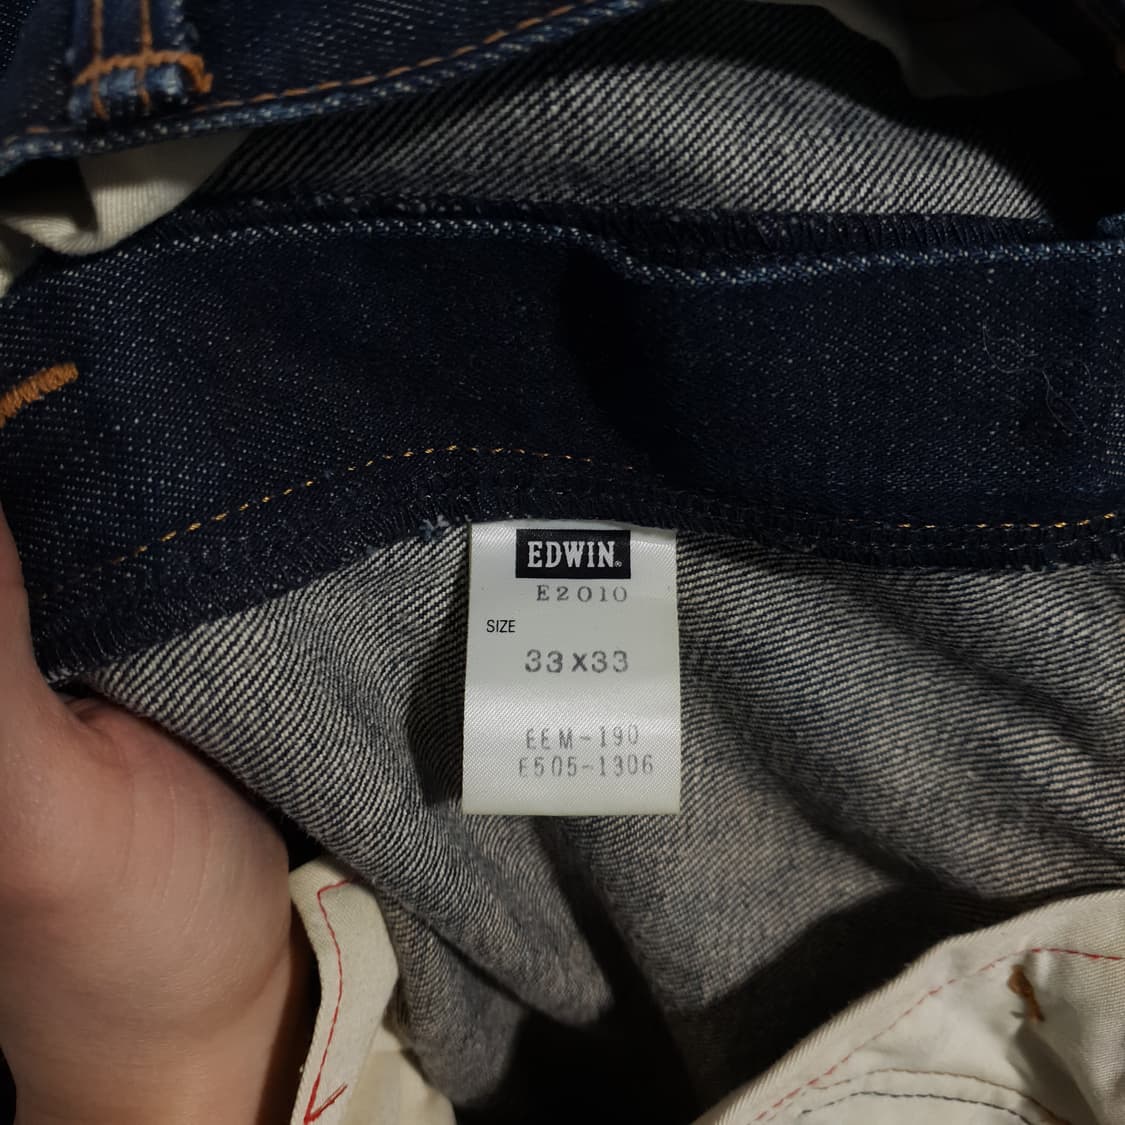 EDWIN®
E2010
SIZE
33x33
EEM-190
E505-1306